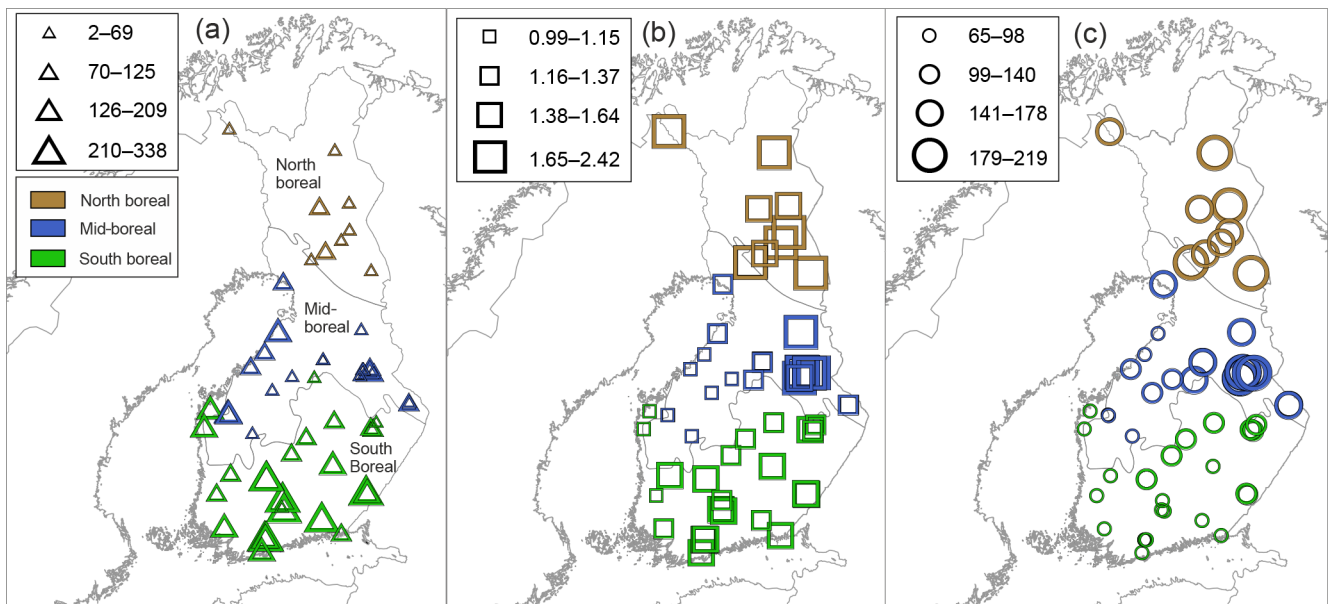 (a)
2–69
70–125
126–209
210–338
North boreal
Mid-boreal
South boreal
North
boreal
Mid-
boreal
South
Boreal
(b)
0.99–1.15
1.16–1.37
1.38–1.64
1.65–2.42
(c)
65–98
99–140
141–178
179–219